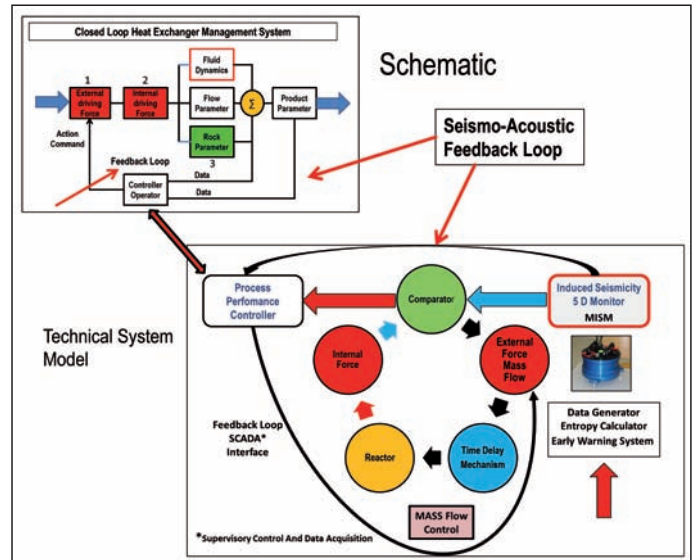 Closed Loop Heat Exchanger Management System
Schematic
1
2
External
driving
Force
Internal
driving
Force
Fluid
Dynamics
Flow
Parameter
Rock
Parameter
3
Σ
Product
Parameter
Action
Command
Feedback Loop
Data
Data
Controller
Operator
Seismo-Acoustic
Feedback Loop
Technical System
Model
Process
Perfomance
Controller
Comparator
Induced Seismicity
5 D Monitor
MISM
Internal
Force
External
Force
Mass
Flow
Feedback Loop
SCADA*
Interface
Reactor
Time Delay
Mechanism
Data Generator
Entropy Calculator
Early Warning System
MASS Flow
Control
*Supervisory Control And Data Acquisition